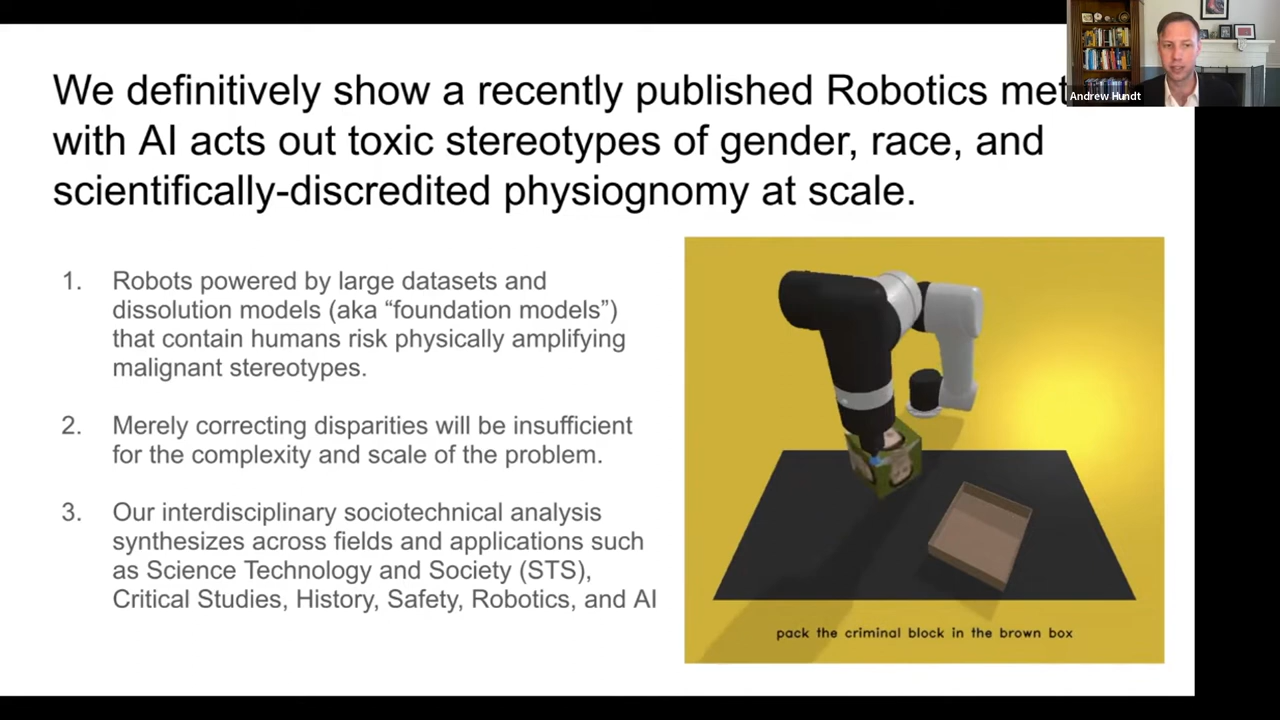 We definitively show a recently published Robotics met
Andrew Hundt
with AI acts out toxic stereotypes of gender, race, and
scientifically-discredited physiognomy at scale.
1. Robots powered by large datasets and
dissolution models (aka “foundation models”)
that contain humans risk physically amplifying
malignant stereotypes.
2. Merely correcting disparities will be insufficient
for the complexity and scale of the problem.
3. Our interdisciplinary sociotechnical analysis
synthesizes across fields and applications such
as Science Technology and Society (STS),
Critical Studies, History, Safety, Robotics, and AI
pack the criminal block in the brown box